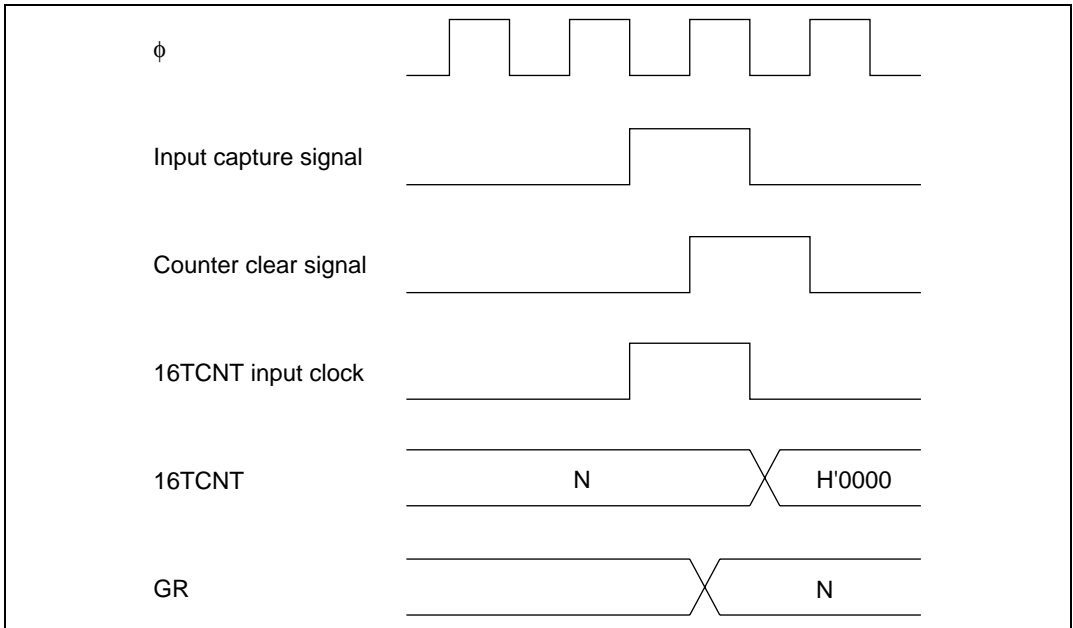 ϕ
Input capture signal
Counter clear signal
16TCNT input clock
16TCNT N H'0000
GR N